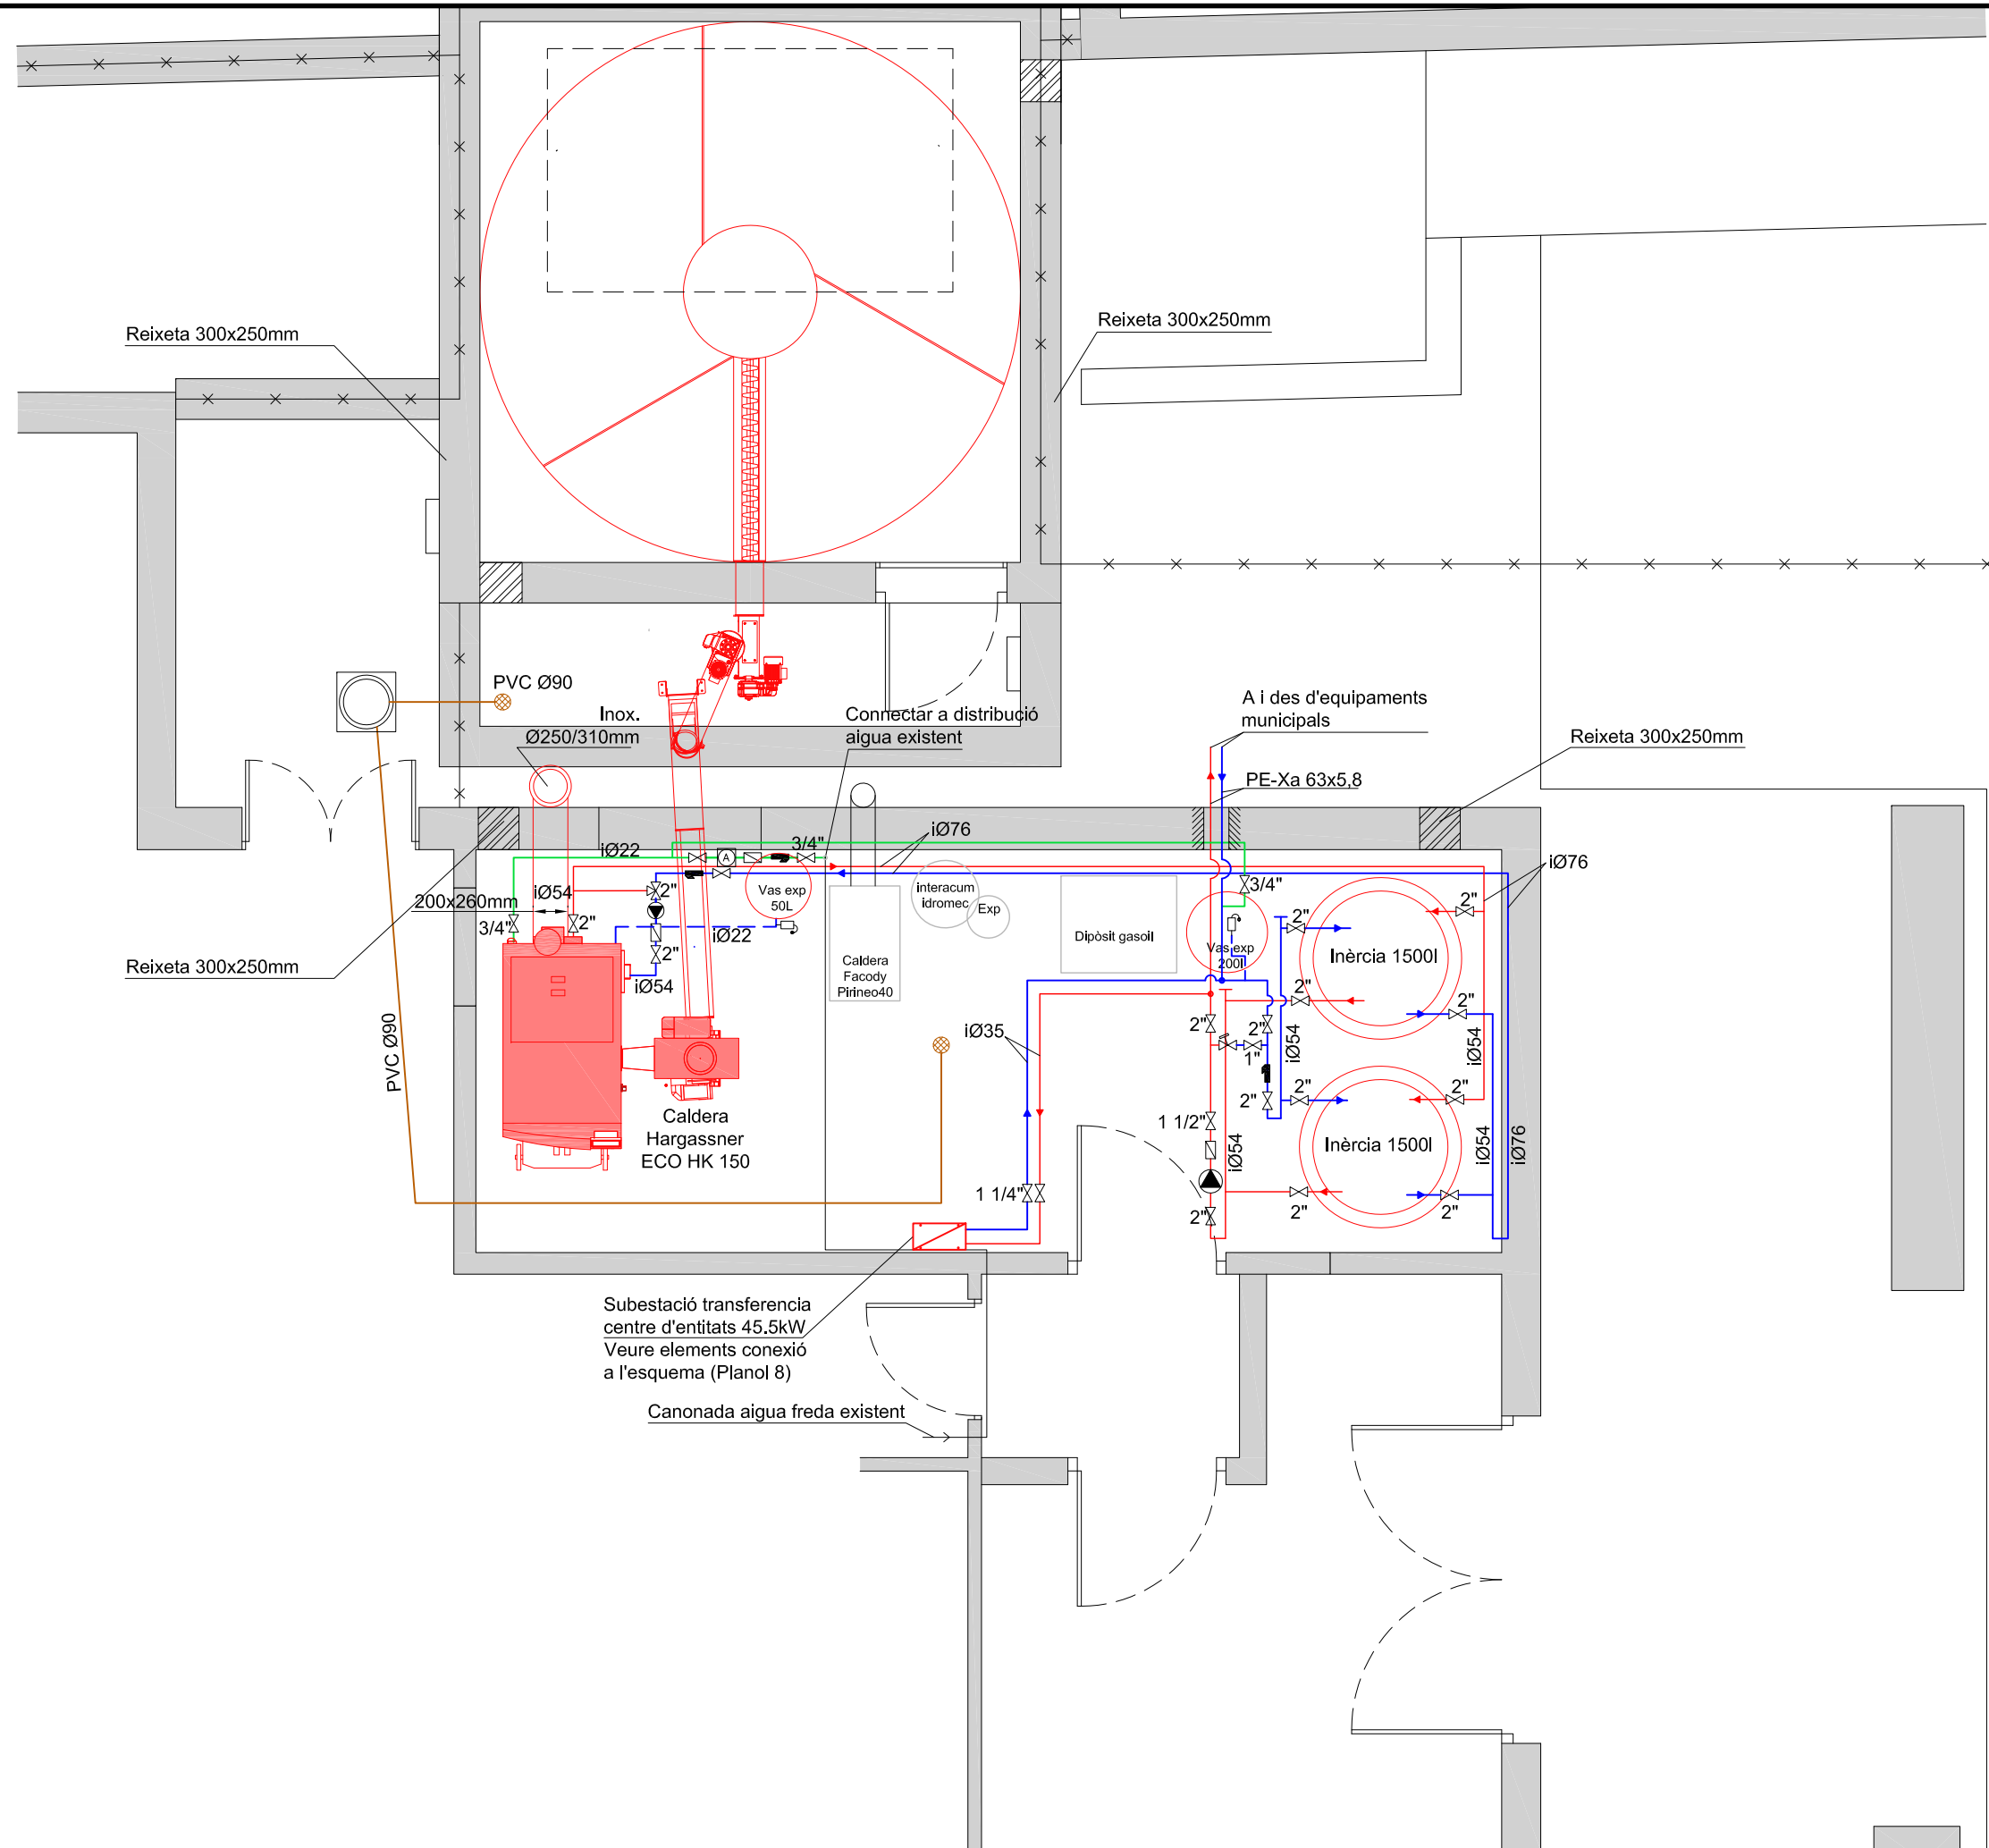 Reixeta 300x250mm
Reixeta 300x250mm
PVC Ø90
Inox.
Ø250/310mm
Connectar a distribució
aigua existent
A i des d'equipaments
municipals
Reixeta 300x250mm
PE-Xa 63x5,8
iØ76
iØ22
3/4"
A
iØ76
200x260mm
iØ54
2"
Vas exp
50L
interacum
idromec
Exp
3/4"
2"
2"
3/4"
2"
iØ22
2"
Dipòsit gasoil
Vas exp
200l
Inèrcia 1500l
Reixeta 300x250mm
iØ54
Caldera
Facody
Pirineo40
2"
2"
PVC Ø90
iØ35
2"
2"
1"
iØ54
iØ54
2"
2"
2"
Caldera
Hargassner
ECO HK 150
1 1/2"
iØ54
Inèrcia 1500l
iØ54
iØ76
1 1/4"
2"
2"
2"
Subestació transferencia
centre d'entitats 45.5kW
Veure elements conexió
a l'esquema (Planol 8)
Canonada aigua freda existent